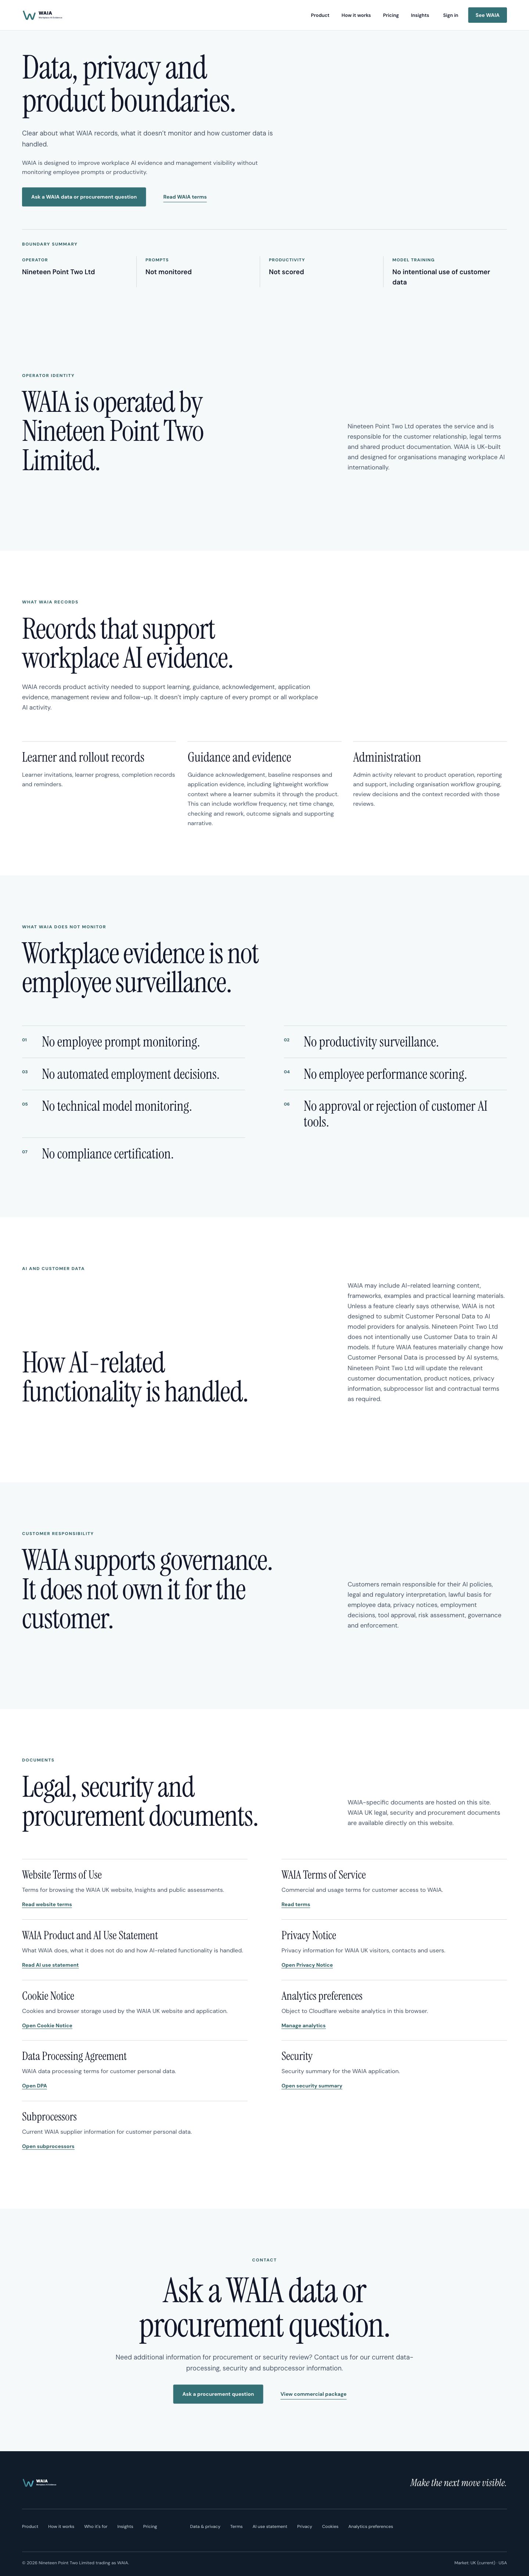 WAIA
Product How it works Pricing Insights Sign in See WAIA
Data, privacy and
product boundaries.
Clear about what WAIA records, what it doesn't monitor and how customer data is
handled.
WAIA is designed to improve workplace AI evidence and management visibility without
monitoring employee prompts or productivity.
Ask a WAIA data or procurement question Read WAIA terms
BOUNDARY SUMMARY
OPERATOR
Nineteen Point Two Ltd
PROMPTS
Not monitored
PRODUCTIVITY
Not scored
MODEL TRAINING
No intentional use of customer
data
OPERATOR IDENTITY
WAIA is operated by
Nineteen Point Two
Limited.
Nineteen Point Two Ltd operates the service and is
responsible for the customer relationship, legal terms
and shared product documentation. WAIA is UK-built
and designed for organisations managing workplace AI
internationally.
WHAT WAIA RECORDS
Records that support
workplace AI evidence.
WAIA records product activity needed to support learning, guidance, acknowledgement, application
evidence, management review and follow-up. It doesn't imply capture of every prompt or all workplace
AI activity.
Learner and rollout records
Learner invitations, learner progress, completion records
and reminders.
Guidance and evidence
Guidance acknowledgement, baseline responses and
application evidence, including lightweight workflow
context where a learner submits it through the product.
This can include workflow frequency, net time change,
checking and rework, outcome signals and supporting
narrative.
Administration
Admin activity relevant to product operation, reporting
and support, including organisation workflow grouping,
review decisions and the context recorded with those
reviews.
WHAT WAIA DOES NOT MONITOR
Workplace evidence is not
employee surveillance.
01 No employee prompt monitoring.
02 No productivity surveillance.
03 No automated employment decisions.
04 No employee performance scoring.
05 No technical model monitoring.
06 No approval or rejection of customer AI
tools.
07 No compliance certification.
AI AND CUSTOMER DATA
How AI-related
functionality is handled.
WAIA may include AI-related learning content,
frameworks, examples and practical learning materials.
Unless a feature clearly says otherwise, WAIA is not
designed to submit Customer Personal Data to AI
model providers for analysis. Nineteen Point Two Ltd
does not intentionally use Customer Data to train AI
models. If future WAIA features materially change how
Customer Personal Data is processed by AI systems,
Nineteen Point Two Ltd will update the relevant
customer documentation, product notices, privacy
information, subprocessor list and contractual terms
as required.
CUSTOMER RESPONSIBILITY
WAIA supports governance.
It does not own it for the
customer.
Customers remain responsible for their AI policies,
legal and regulatory interpretation, lawful basis for
employee data, privacy notices, employment
decisions, tool approval, risk assessment, governance
and enforcement.
DOCUMENTS
Legal, security and
procurement documents.
WAIA-specific documents are hosted on this site.
WAIA UK legal, security and procurement documents
are available directly on this website.
Website Terms of Use
Terms for browsing the WAIA UK website, Insights and public assessments.
Read website terms
WAIA Terms of Service
Commercial and usage terms for customer access to WAIA.
Read terms
WAIA Product and AI Use Statement
What WAIA does, what it does not do and how AI-related functionality is handled.
Read AI use statement
Privacy Notice
Privacy information for WAIA UK visitors, contacts and users.
Open Privacy Notice
Cookie Notice
Cookies and browser storage used by the WAIA UK website and application.
Open Cookie Notice
Analytics preferences
Object to Cloudflare website analytics in this browser.
Manage analytics
Data Processing Agreement
WAIA data processing terms for customer personal data.
Open DPA
Security
Security summary for the WAIA application.
Open security summary
Subprocessors
Current WAIA supplier information for customer personal data.
Open subprocessors
CONTACT
Ask a WAIA data or
procurement question.
Need additional information for procurement or security review? Contact us for our current data-
processing, security and subprocessor information.
Ask a procurement question View commercial package
WAIA
Make the next move visible.
Product How it works Who it's for Insights Pricing Data & privacy Terms AI use statement Privacy Cookies Analytics preferences
© 2026 Nineteen Point Two Limited trading as WAIA.
Market: UK (current) · USA